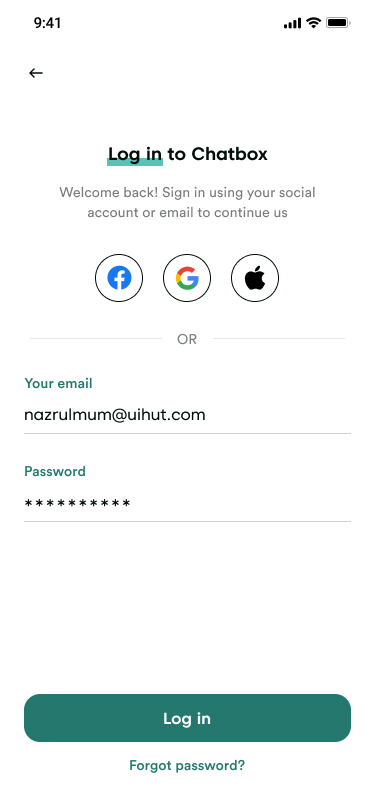 9:41
Log in to Chatbox
Welcome back! Sign in using your social
account or email to continue us
OR
Your email
nazrulmum@uihut.com
Password
**********
Log in
Forgot password?